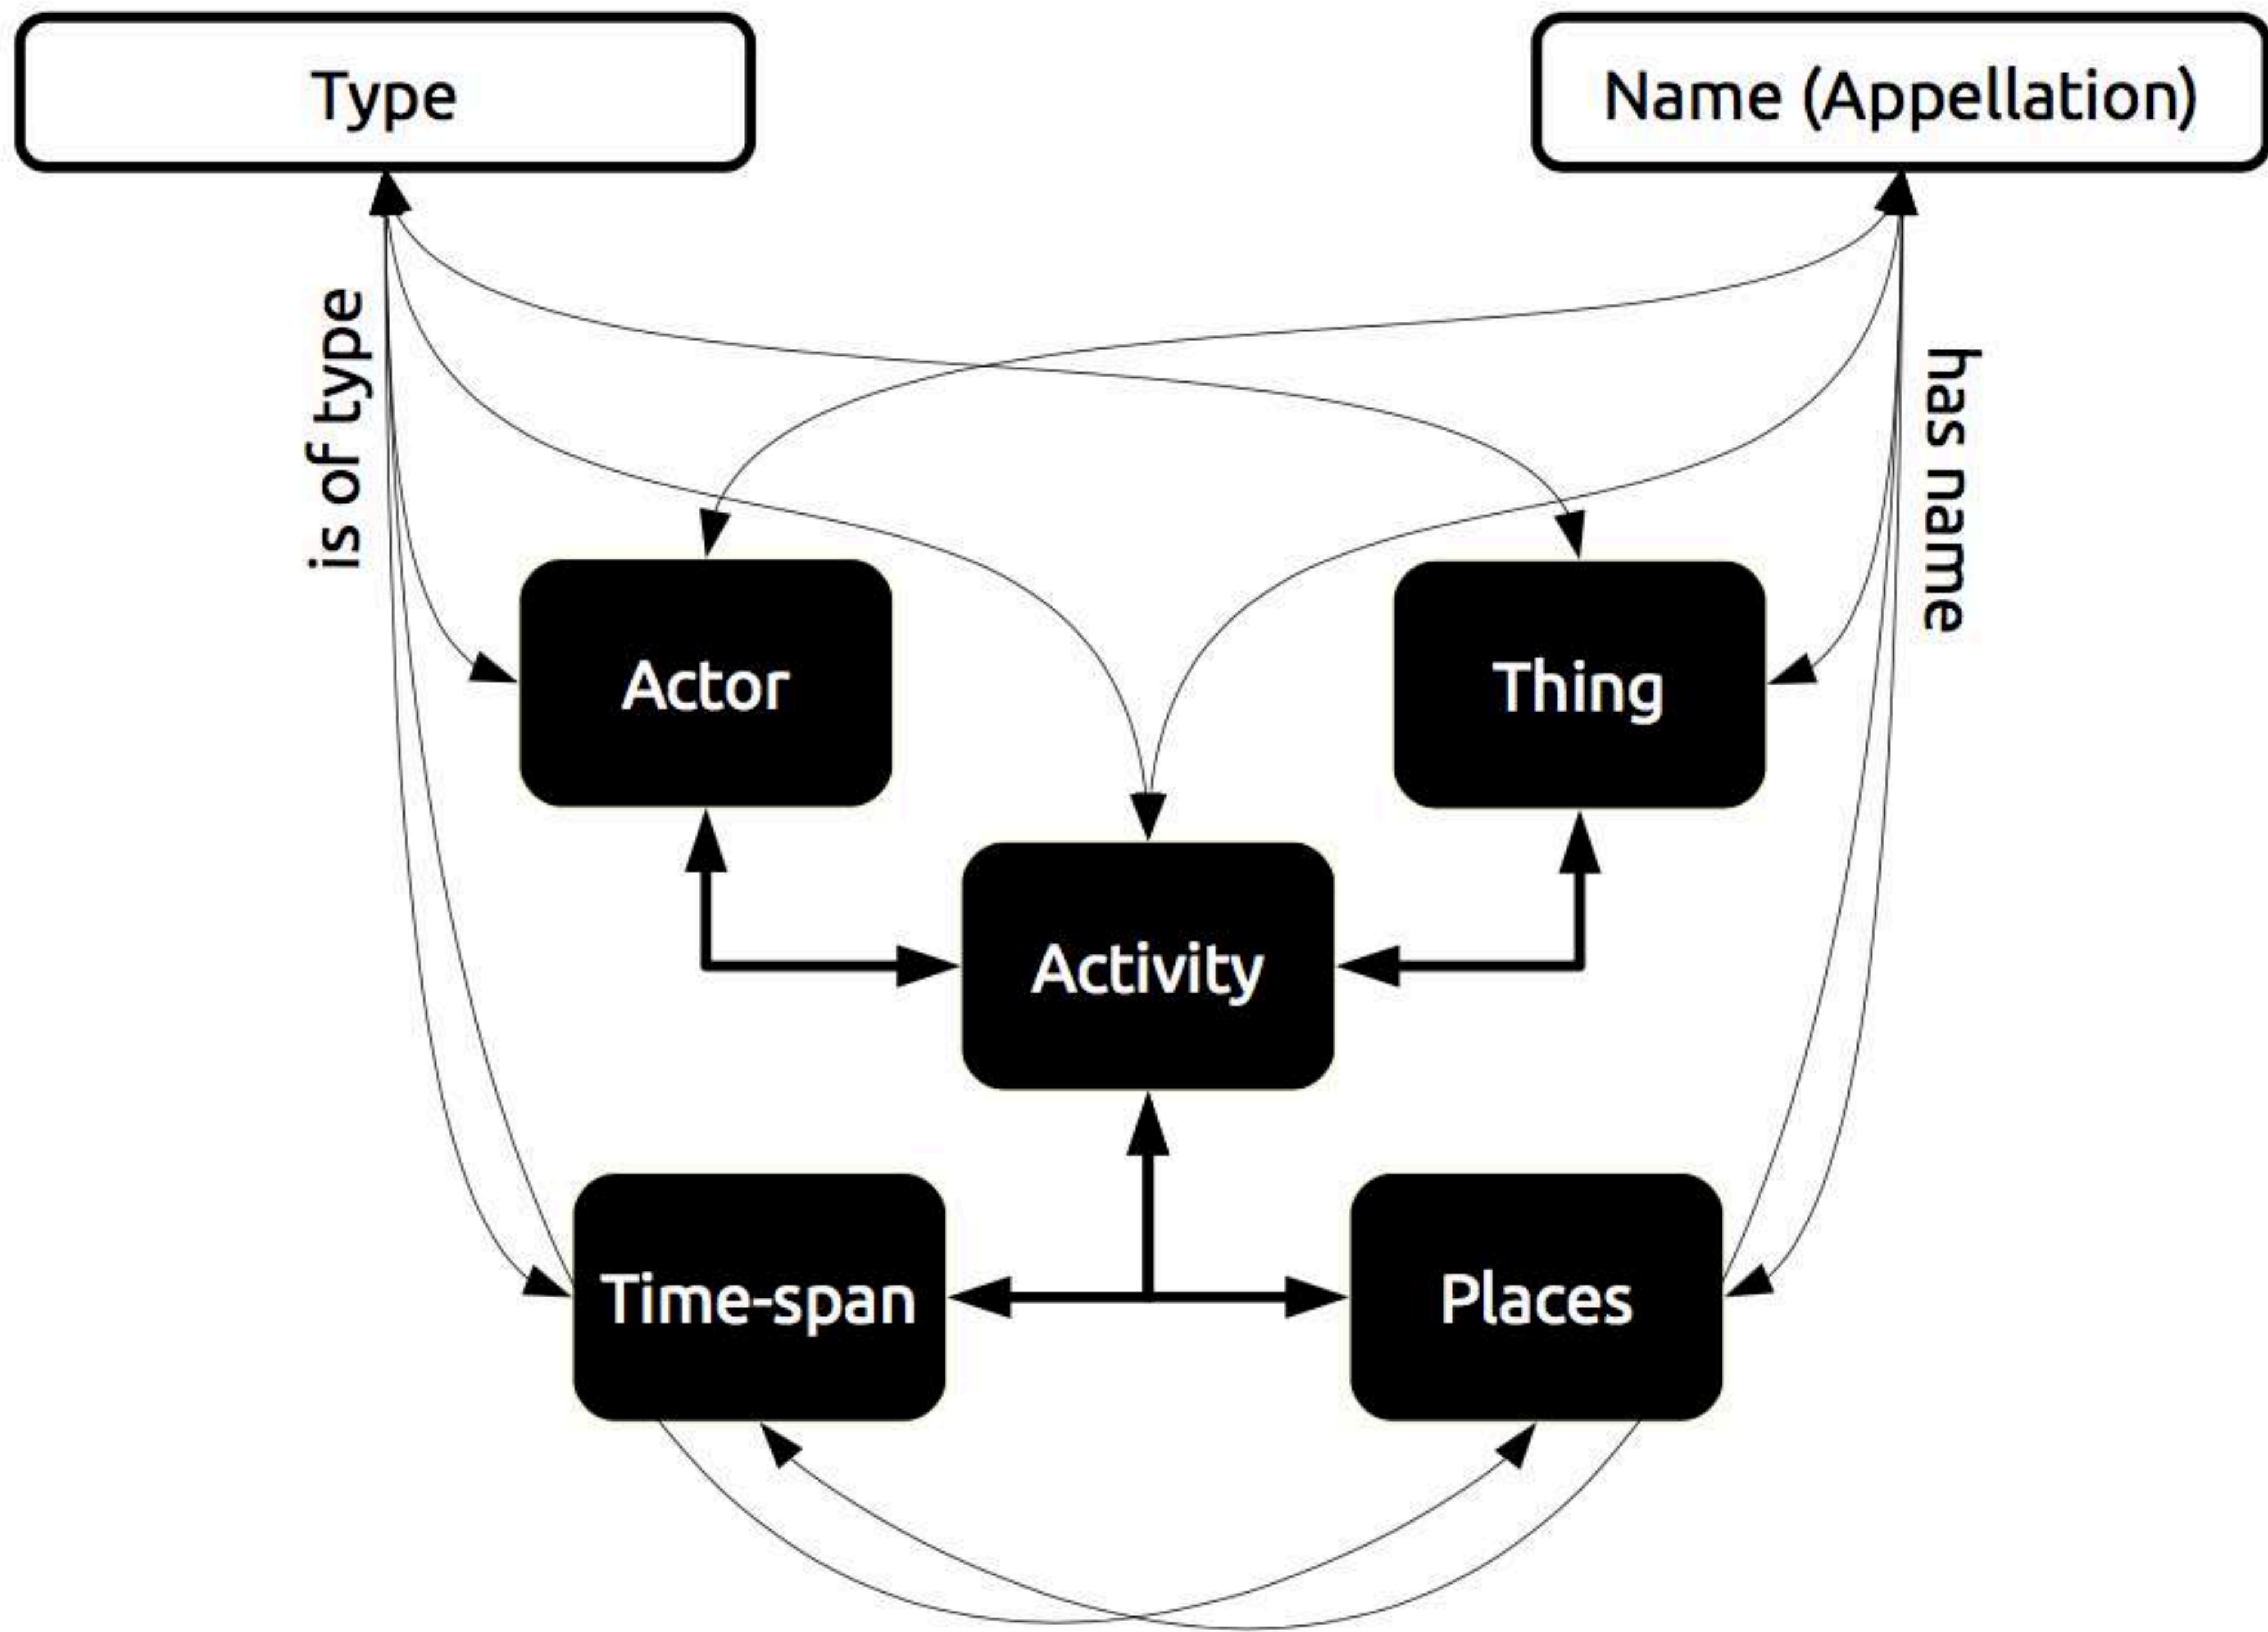 Type
Name (Appellation)
is of type
has name
Actor
Thing
Activity
Time-span
Places